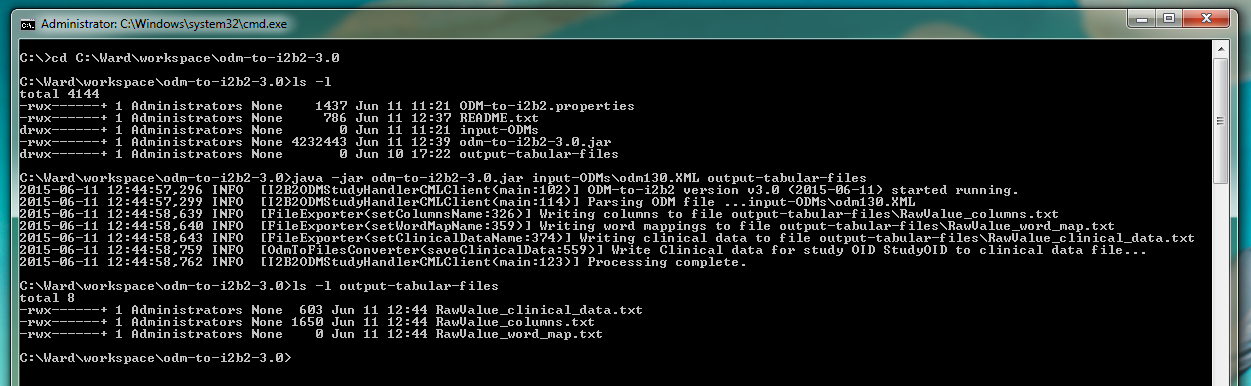 Administrator: C:\Windows\system32\cmd.exe
C:\>cd C:\Ward\workspace\odm-to-i2b2-3.0
C:\Ward\workspace\odm-to-i2b2-3.0>ls -l
total 4144
-rwx------+ 1 Administrators None    1437 Jun 11 11:21 ODM-to-i2b2.properties
-rwx------+ 1 Administrators None     786 Jun 11 12:37 README.txt
drwx------+ 1 Administrators None       0 Jun 11 11:21 input-ODMs
-rwx------+ 1 Administrators None 4232443 Jun 11 12:39 odm-to-i2b2-3.0.jar
drwx------+ 1 Administrators None       0 Jun 10 17:22 output-tabular-files
C:\Ward\workspace\odm-to-i2b2-3.0>java -jar odm-to-i2b2-3.0.jar input-ODMs\odm130.XML output-tabular-files
2015-06-11 12:44:57,296 INFO  [I2B2ODMStudyHandlerCMLClient(main:102)] ODM-to-i2b2 version v3.0 (2015-06-11) started running.
2015-06-11 12:44:57,299 INFO  [I2B2ODMStudyHandlerCMLClient(main:114)] Parsing ODM file ...input-ODMs\odm130.XML
2015-06-11 12:44:58,639 INFO  [FileExporter(setColumnsName:326)] Writing columns to file output-tabular-files\RawValue_columns.txt
2015-06-11 12:44:58,640 INFO  [FileExporter(setWordMapName:359)] Writing word mappings to file output-tabular-files\RawValue_word_map.txt
2015-06-11 12:44:58,643 INFO  [FileExporter(setClinicalDataName:374)] Writing clinical data to file output-tabular-files\RawValue_clinical_data.txt
2015-06-11 12:44:58,759 INFO  [OdmToFilesConverter(saveClinicalData:559)] Write Clinical data for study OID StudyOID to clinical data file...
2015-06-11 12:44:58,762 INFO  [I2B2ODMStudyHandlerCMLClient(main:123)] Processing complete.
C:\Ward\workspace\odm-to-i2b2-3.0>ls -l output-tabular-files
total 8
-rwx------+ 1 Administrators None  603 Jun 11 12:44 RawValue_clinical_data.txt
-rwx------+ 1 Administrators None 1650 Jun 11 12:44 RawValue_columns.txt
-rwx------+ 1 Administrators None    0 Jun 11 12:44 RawValue_word_map.txt
C:\Ward\workspace\odm-to-i2b2-3.0>